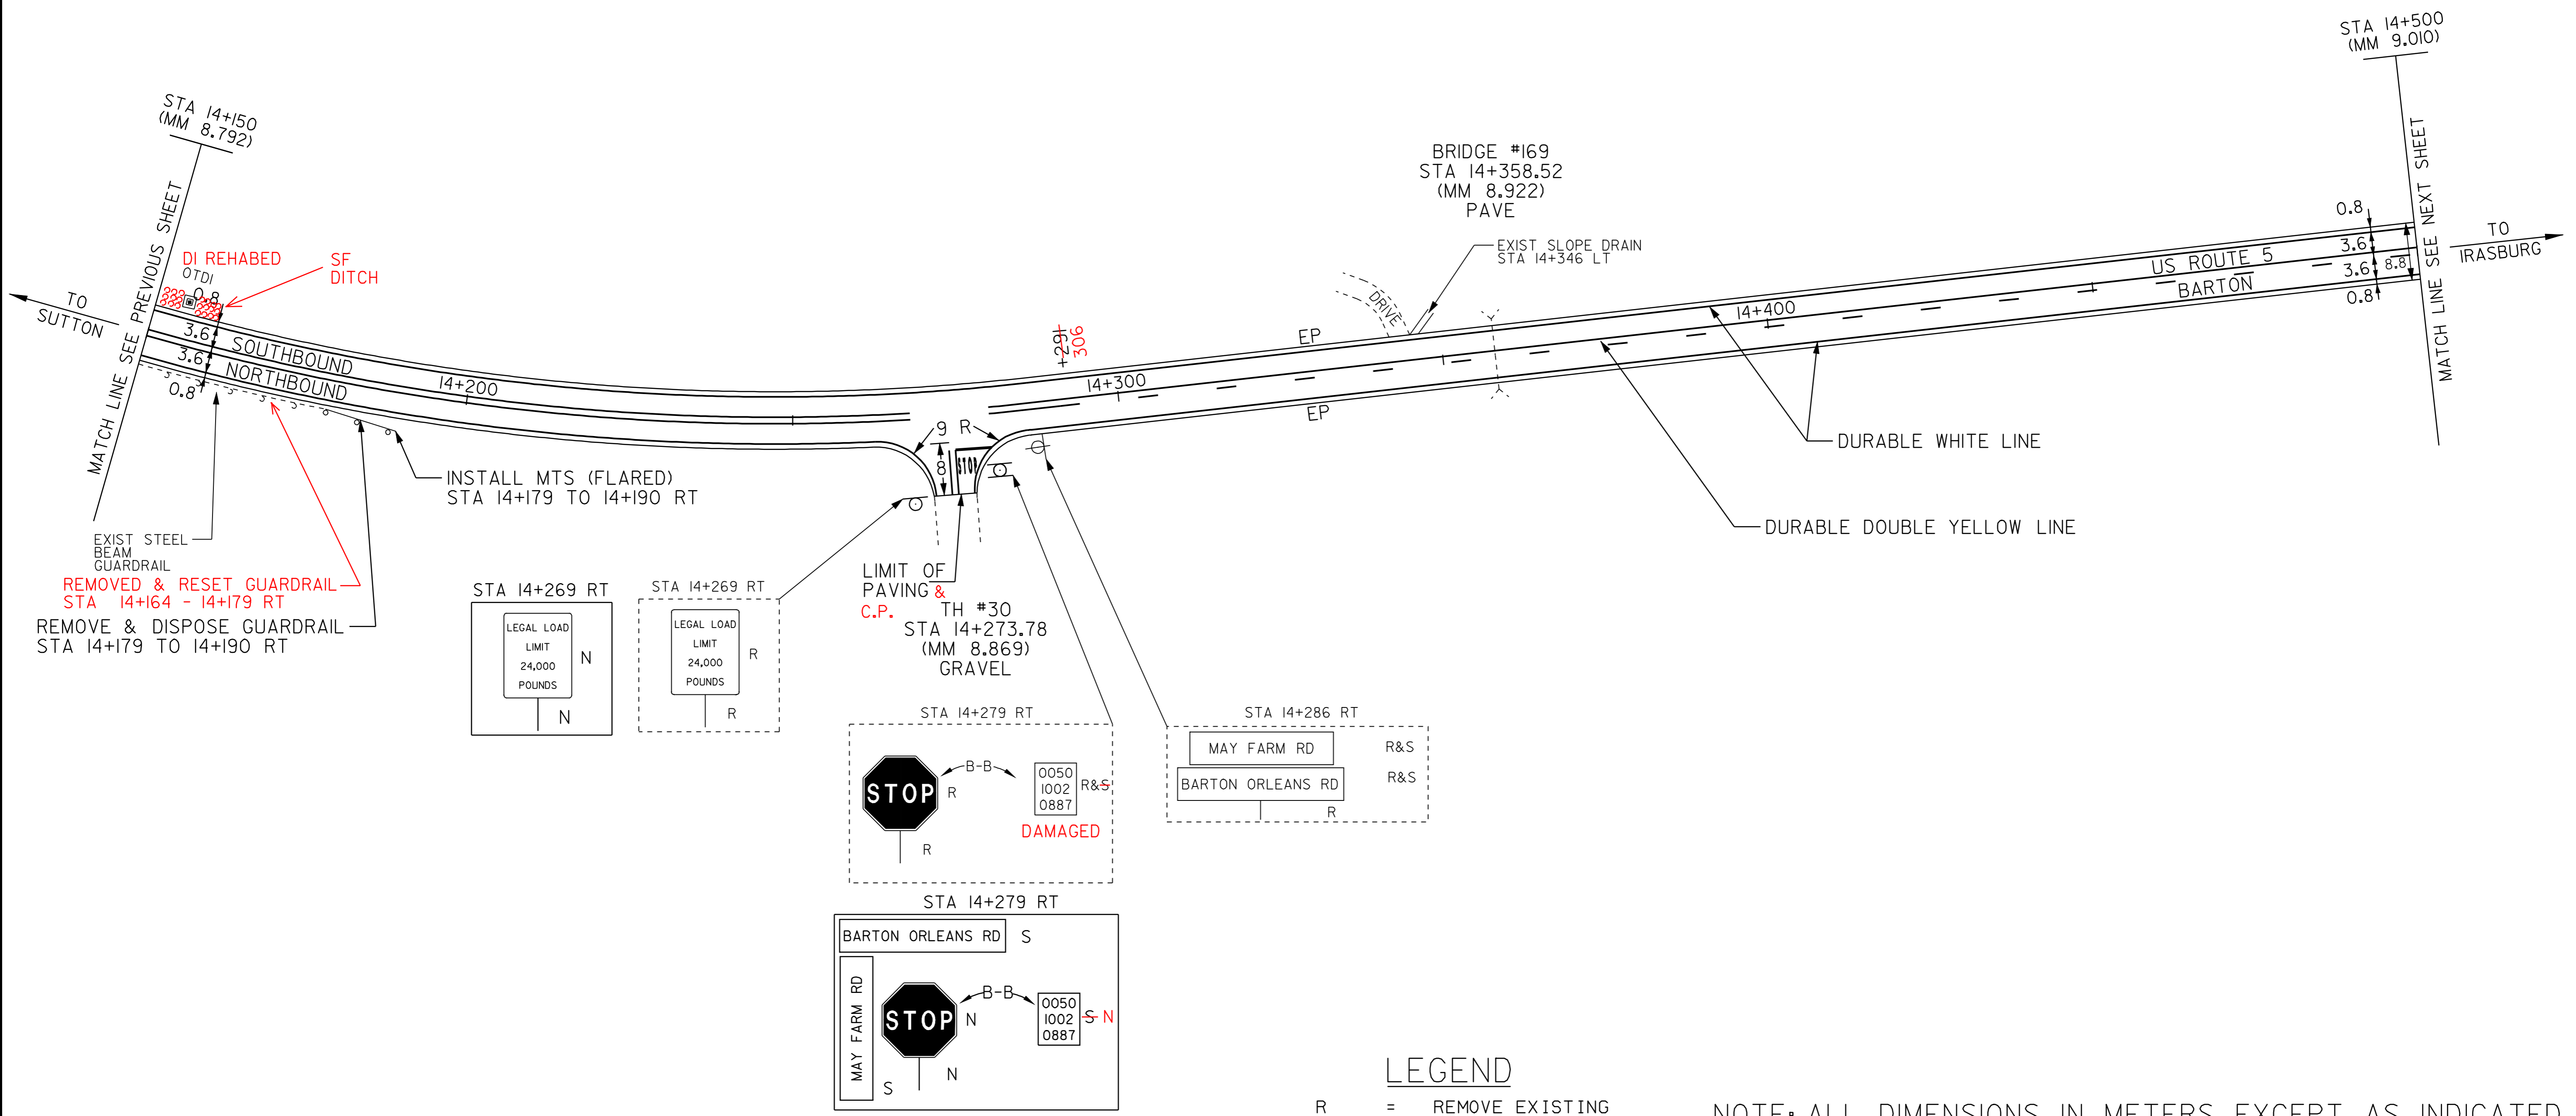 STA 14+150
(MM 8.792)
MATCH LINE SEE PREVIOUS SHEET
TO
SUTTON
DI REHABED
OTDI
0.8
SF
DITCH
3.6
SOUTHBOUND
3.6
NORTHBOUND
0.8
14+200
INSTALL MTS (FLARED)
STA 14+179 TO 14+190 RT
EXIST STEEL
BEAM
GUARDRAIL
REMOVED & RESET GUARDRAIL
STA 14+164 - 14+179 RT
REMOVE & DISPOSE GUARDRAIL
STA 14+179 TO 14+190 RT
STA 14+269 RT
LEGAL LOAD
LIMIT
24,000
POUNDS
N
N
STA 14+269 RT
LEGAL LOAD
LIMIT
24,000
POUNDS
R
R
9 R
8
STOP
LIMIT OF
PAVING &
C.P.
TH #30
STA 14+273.78
(MM 8.869)
GRAVEL
+291
306
14+300
EP
EP
DRIVE
BRIDGE #169
STA 14+358.52
(MM 8.922)
PAVE
EXIST SLOPE DRAIN
STA 14+346 LT
14+400
DURABLE WHITE LINE
DURABLE DOUBLE YELLOW LINE
US ROUTE 5
BARTON
0.8
3.6
3.6
8.8
0.8
STA 14+500
(MM 9.010)
MATCH LINE SEE NEXT SHEET
TO
IRASBURG
STA 14+279 RT
STOP
R
R
B-B
0050
1002
0887
R&S
DAMAGED
STA 14+286 RT
MAY FARM RD
R&S
BARTON ORLEANS RD
R&S
R
STA 14+279 RT
BARTON ORLEANS RD
S
MAY FARM RD
S
STOP
N
N
B-B
0050
1002
0887
S N
LEGEND
R = REMOVE EXISTING
NOTE: ALL DIMENSIONS IN METERS EXCEPT AS INDICATED